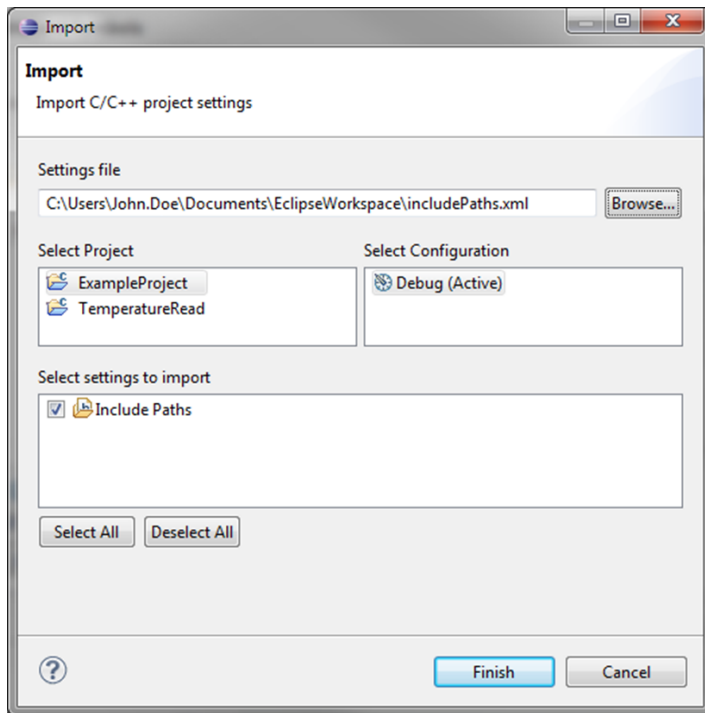 Import
Import
Import C/C++ project settings
Settings file
C:\Users\John.Doe\Documents\EclipseWorkspace\includePaths.xml Browse...
Select Project Select Configuration
ExampleProject Debug (Active)
TemperatureRead
Select settings to import
Include Paths
Select All Deselect All
Finish Cancel